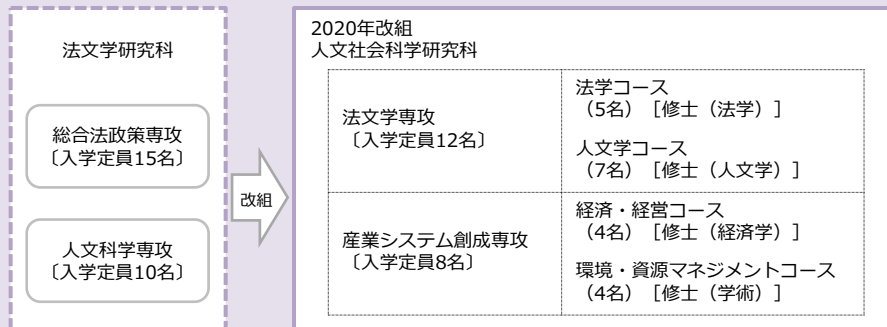 法文学研究科
総合法政策専攻
〔入学定員15名〕
人文科学専攻
〔入学定員10名〕
改組
2020年改組
人文社会科学研究科
法文学専攻
〔入学定員12名〕
法学コース
（5名）［修士（法学）］
人文学コース
（7名）［修士（人文学）］
産業システム創成専攻
〔入学定員8名〕
経済・経営コース
（4名）［修士（経済学）］
環境・資源マネジメントコース
（4名）［修士（学術）］